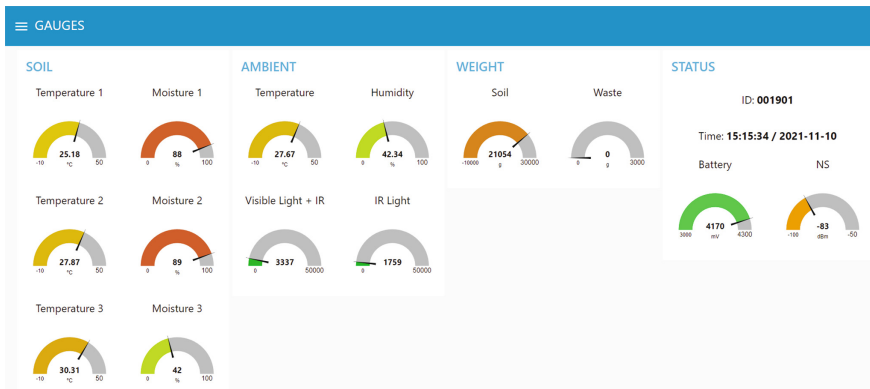 GAUGES
SOIL
Temperature 1
25.18
-10 °C 50
Moisture 1
88
0 % 100
Temperature 2
27.87
-10 °C 50
Moisture 2
89
0 % 100
Temperature 3
30.31
-10 °C 50
Moisture 3
42
0 % 100
AMBIENT
Temperature
27.67
-10 °C 50
Humidity
42.34
0 % 100
Visible Light + IR
3337
0 50000
IR Light
1759
0 50000
WEIGHT
Soil
21054
-10000 g 30000
Waste
0
0 g 3000
STATUS
ID: 001901
Time: 15:15:34 / 2021-11-10
Battery
4170
3000 mV 4300
NS
-83
-100 dBm -50